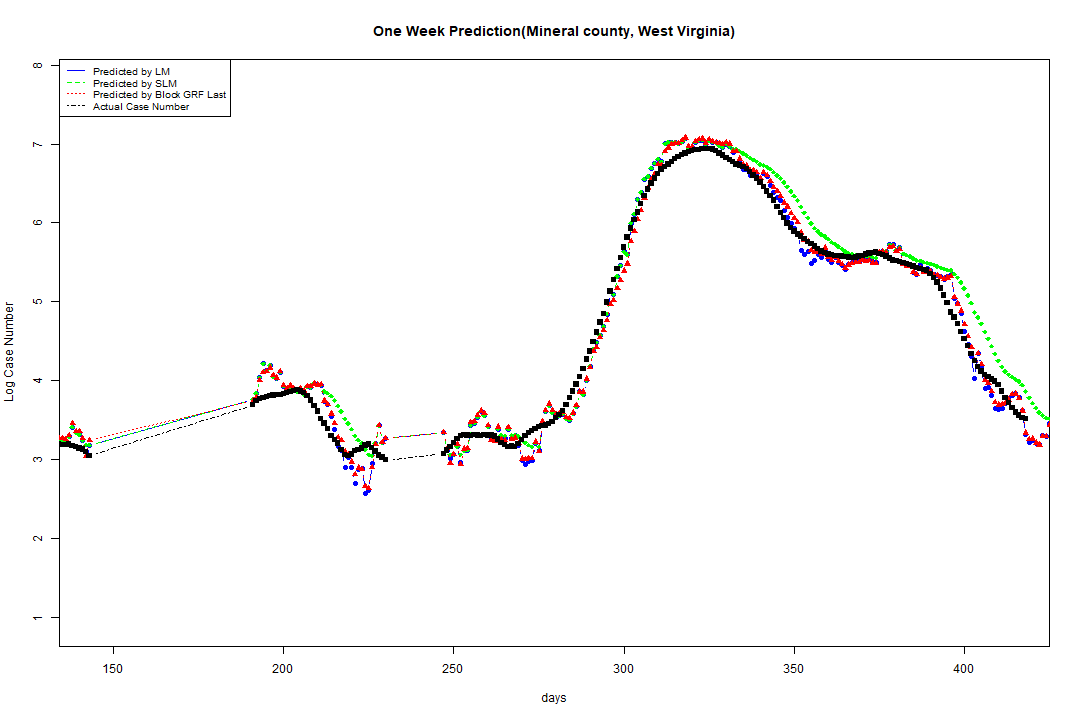 One Week Prediction(Mineral county, West Virginia)
Predicted by LM
Predicted by SLM
Predicted by Block GRF Last
Actual Case Number
8
7
6
5
4
3
2
1
Log Case Number
150 200 250 300 350 400
days